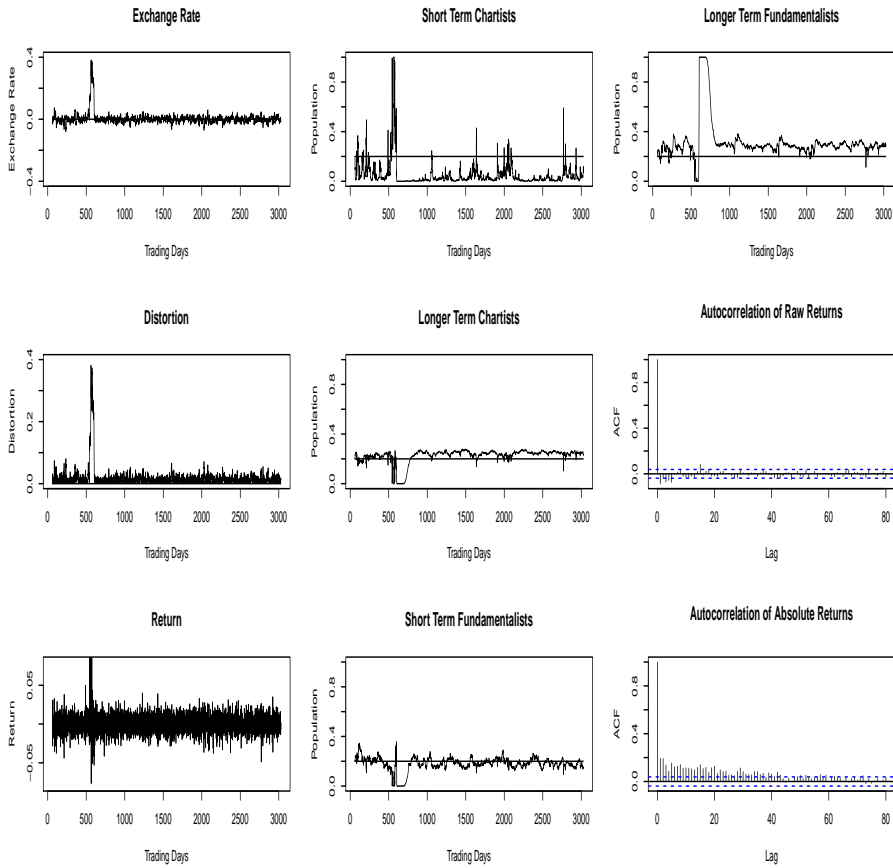 Exchange Rate
Exchange Rate
0.4
0.0
−0.4
0 500 1000 1500 2000 2500 3000
Trading Days
Short Term Chartists
Population
0.8
0.4
0.0
0 500 1000 1500 2000 2500 3000
Trading Days
Longer Term Fundamentalists
Population
0.8
0.4
0.0
0 500 1000 1500 2000 2500 3000
Trading Days
Distortion
Distortion
0.4
0.2
0.0
0 500 1000 1500 2000 2500 3000
Trading Days
Longer Term Chartists
Population
0.8
0.4
0.0
0 500 1000 1500 2000 2500 3000
Trading Days
Autocorrelation of Raw Returns
ACF
0.8
0.4
0.0
0 20 40 60 80
Lag
Return
Return
0.05
−0.05
0 500 1000 1500 2000 2500 3000
Trading Days
Short Term Fundamentalists
Population
0.8
0.4
0.0
0 500 1000 1500 2000 2500 3000
Trading Days
Autocorrelation of Absolute Returns
ACF
0.8
0.4
0.0
0 20 40 60 80
Lag